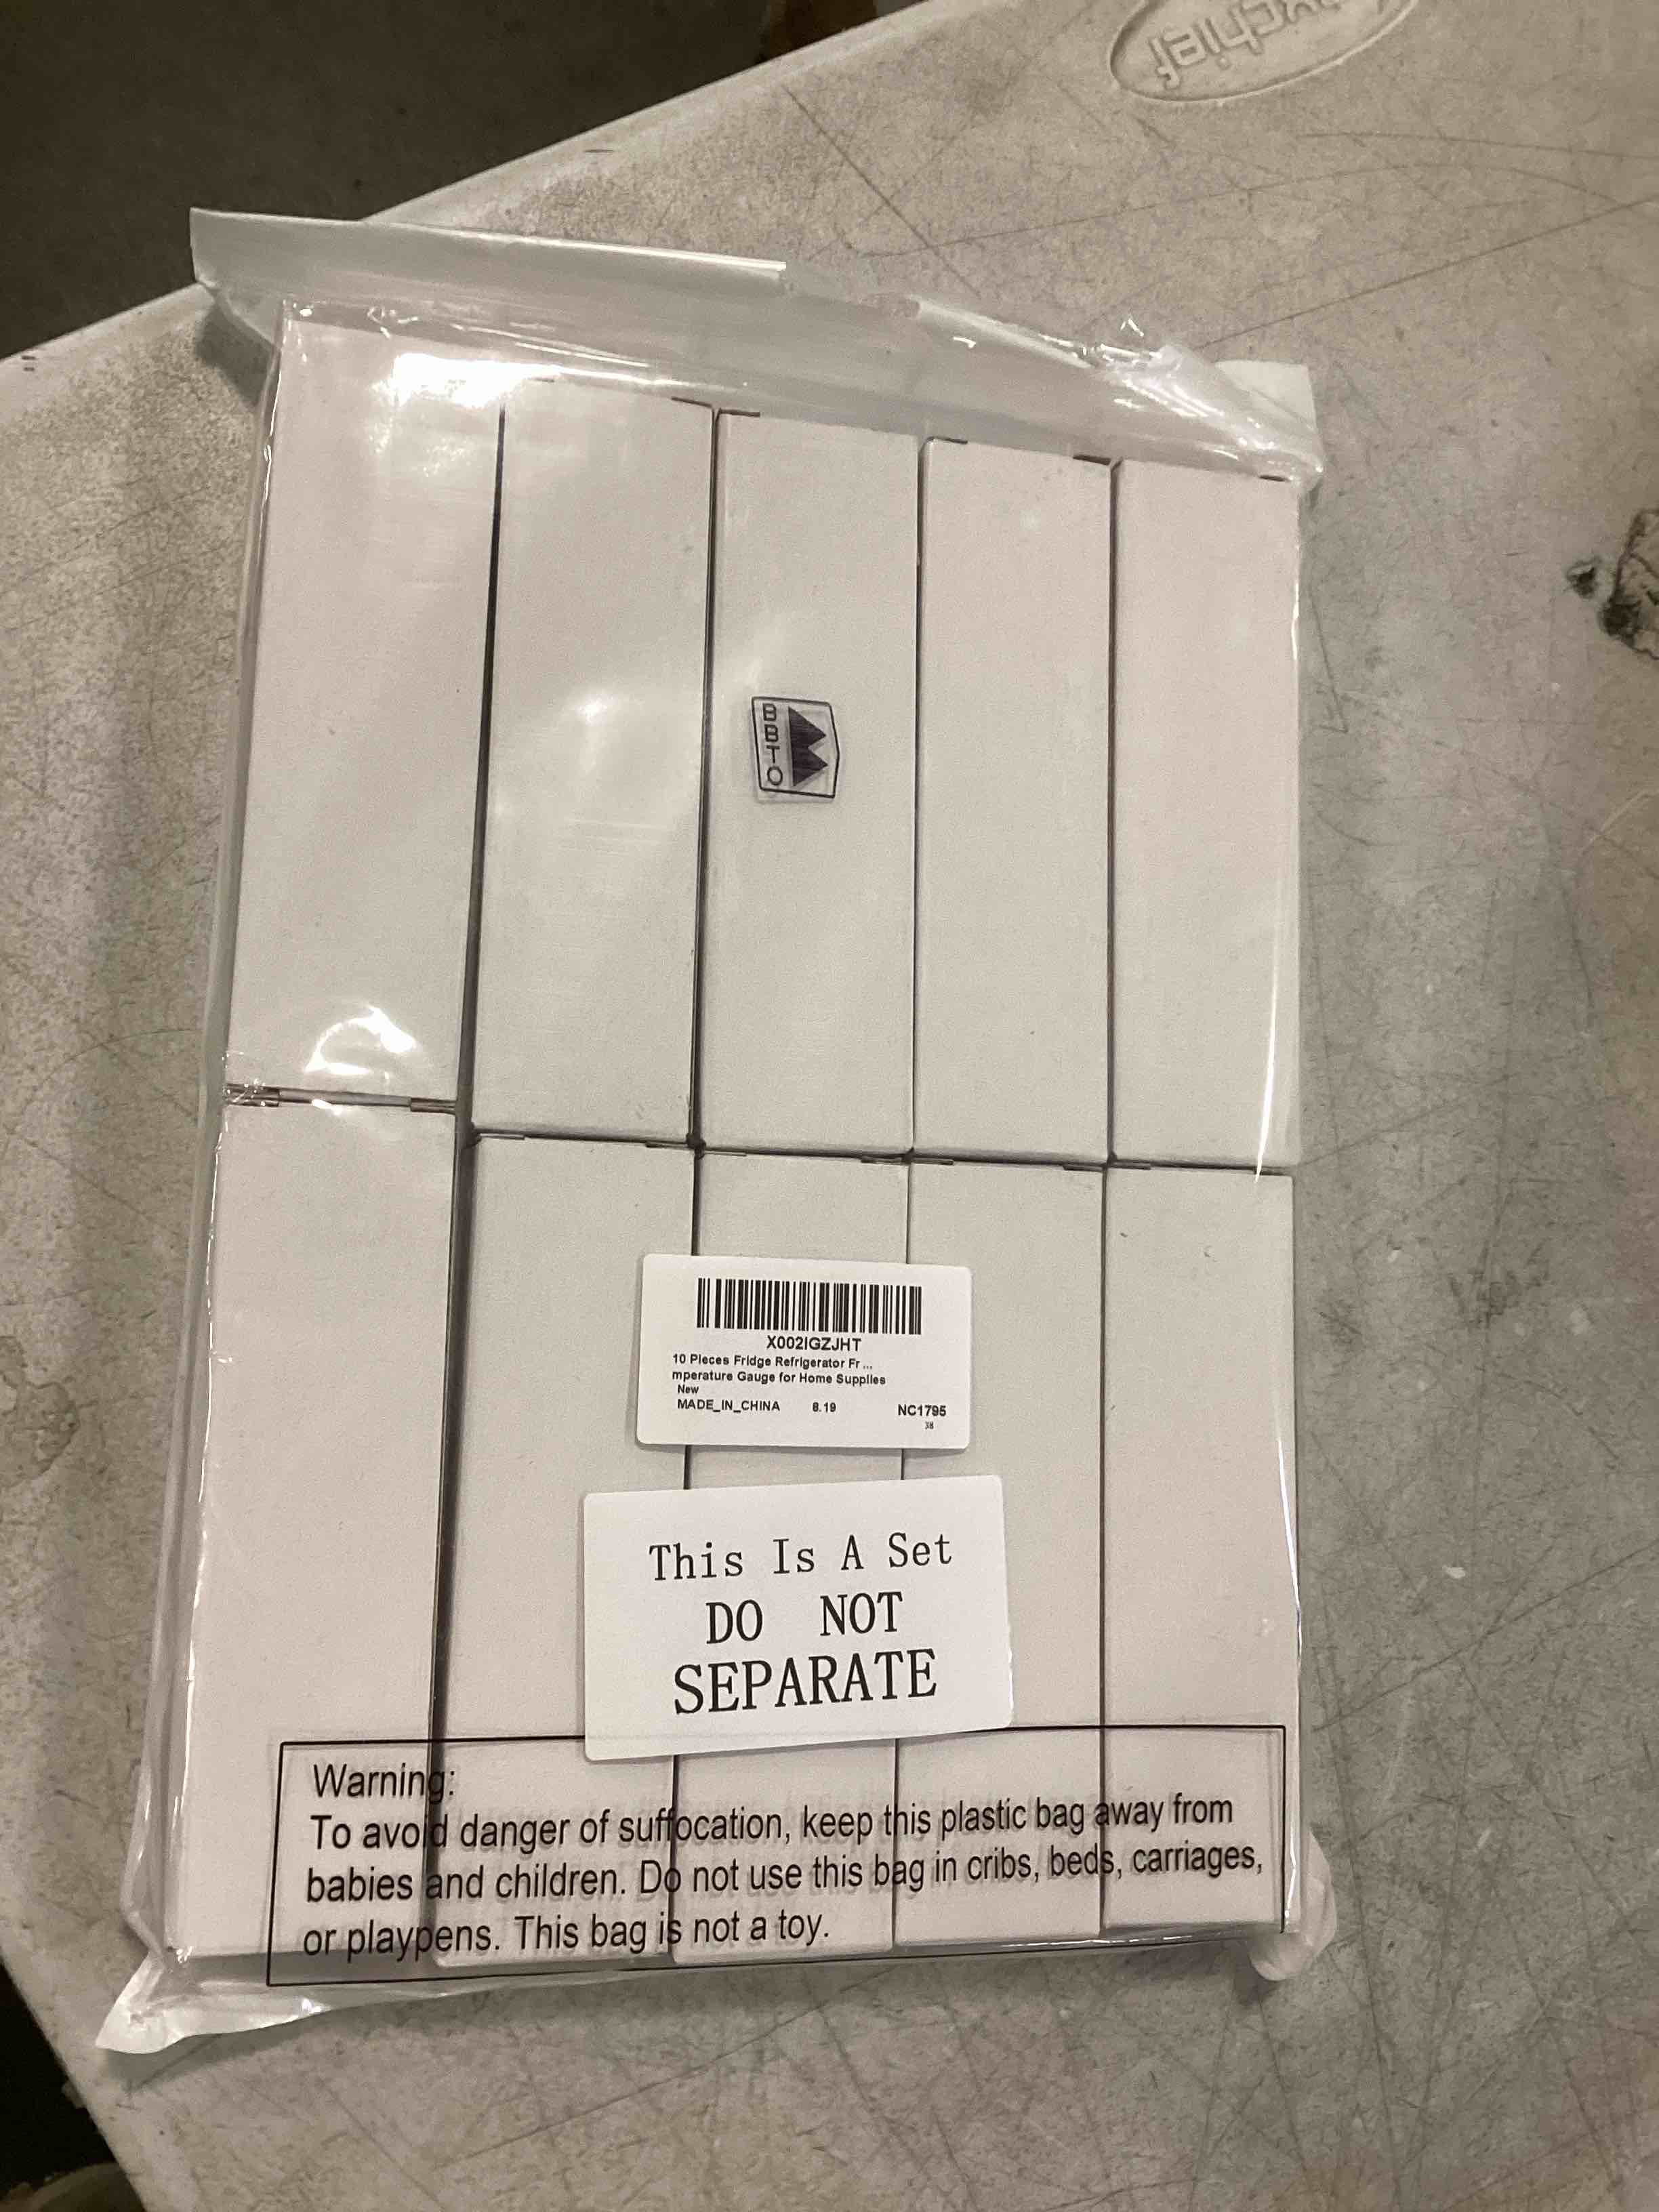 chief
BBTO
X002IGZJHT
10 Pieces Fridge Refrigerator Fr...
mperature Gauge for Home Supplies
New
MADE_IN_CHINA 8.19 NC1795
38
This Is A Set
DO NOT
SEPARATE
Warning:
To avoid danger of suffocation, keep this plastic bag away from
babies and children. Do not use this bag in cribs, beds, carriages,
or playpens. This bag is not a toy.